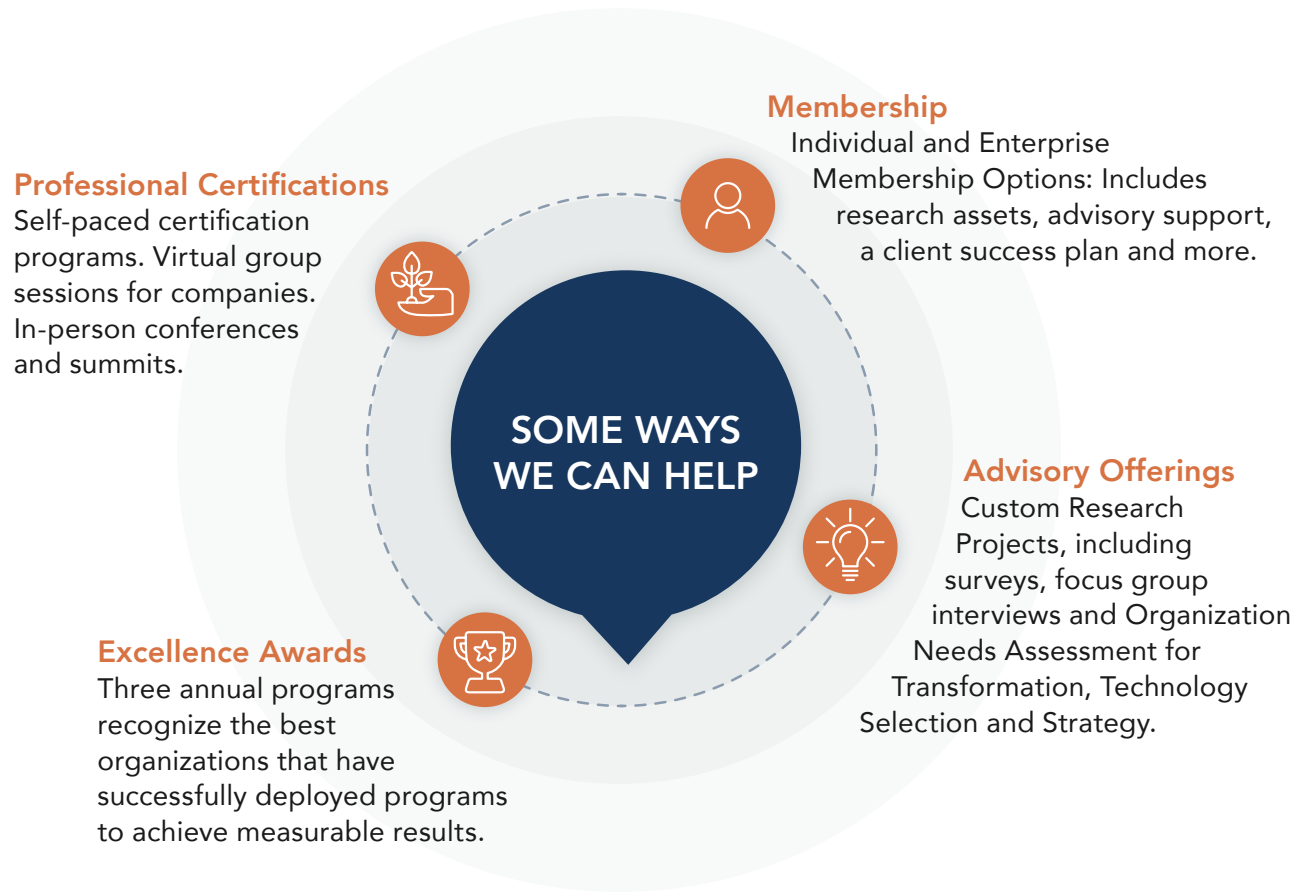 SOME WAYS
WE CAN HELP
Professional Certifications
Self-paced certification
programs. Virtual group
sessions for companies.
In-person conferences
and summits.
Membership
Individual and Enterprise
Membership Options: Includes
research assets, advisory support,
a client success plan and more.
Advisory Offerings
Custom Research
Projects, including
surveys, focus group
interviews and Organization
Needs Assessment for
Transformation, Technology
Selection and Strategy.
Excellence Awards
Three annual programs
recognize the best
organizations that have
successfully deployed programs
to achieve measurable results.